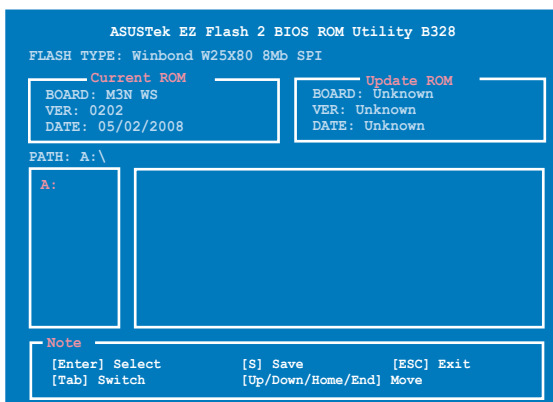 ASUSTek EZ Flash 2 BIOS ROM Utility B328
FLASH TYPE: Winbond W25X80 8Mb SPI
Current ROM
BOARD: M3N WS
VER: 0202
DATE: 05/02/2008
Update ROM
BOARD: Unknown
VER: Unknown
DATE: Unknown
PATH: A:\
A:
Note
[Enter] Select [S] Save [ESC] Exit
[Tab] Switch [Up/Down/Home/End] Move